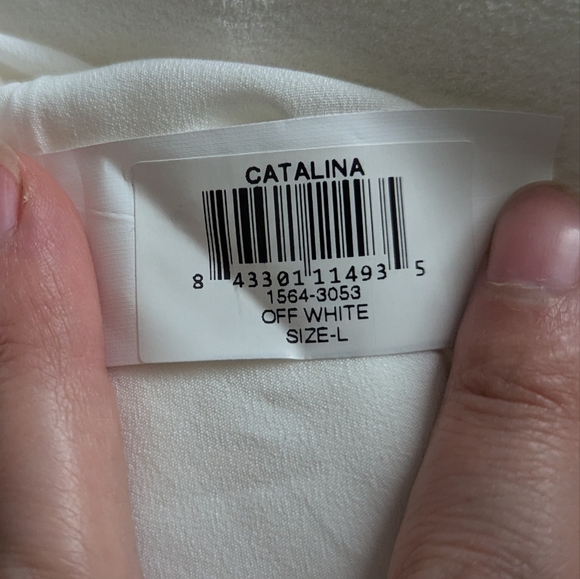 CATALINA
8 43301 11493 5
1564-3053
OFF WHITE
SIZE-L